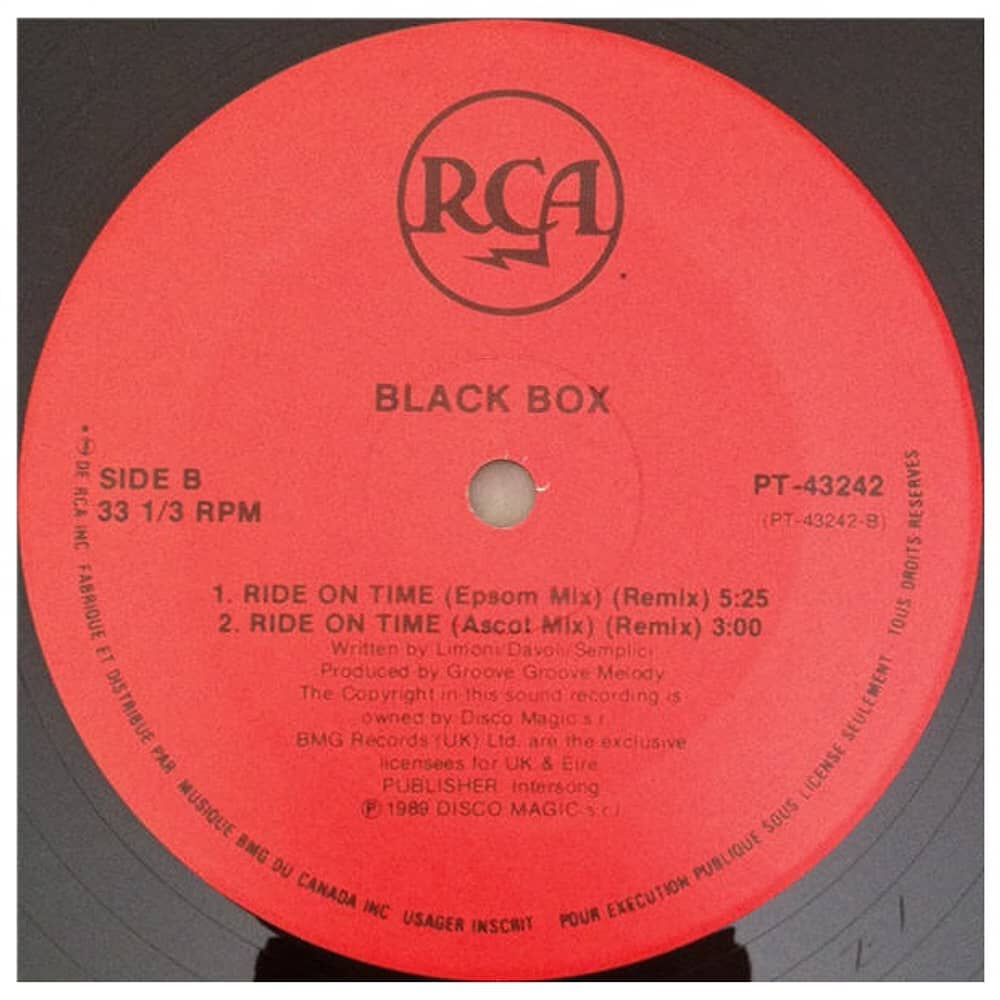 RCA
BLACK BOX
SIDE B
33 1/3 RPM
PT-43242
(PT-43242-B)
1. RIDE ON TIME (Epsom Mix) (Remix) 5:25
2. RIDE ON TIME (Ascot Mix) (Remix) 3:00
Written by Limoni/Davoli/Semplici
Produced by Groove Groove Melody
The Copyright in this sound recording is
owned by Disco Magic s.r.l
BMG Records (UK) Ltd. are the exclusive
licensees for UK & Eire
PUBLISHER Intersong
℗ 1989 DISCO MAGIC s.r.l
DE RCA INC FABRIQUE ET DISTRIBUE PAR MUSIQUE BMG DU CANADA INC USAGER INSCRIT POUR EXECUTION PUBLIQUE SOUS LICENSE SEULEMENT TOUS DROITS RESERVES